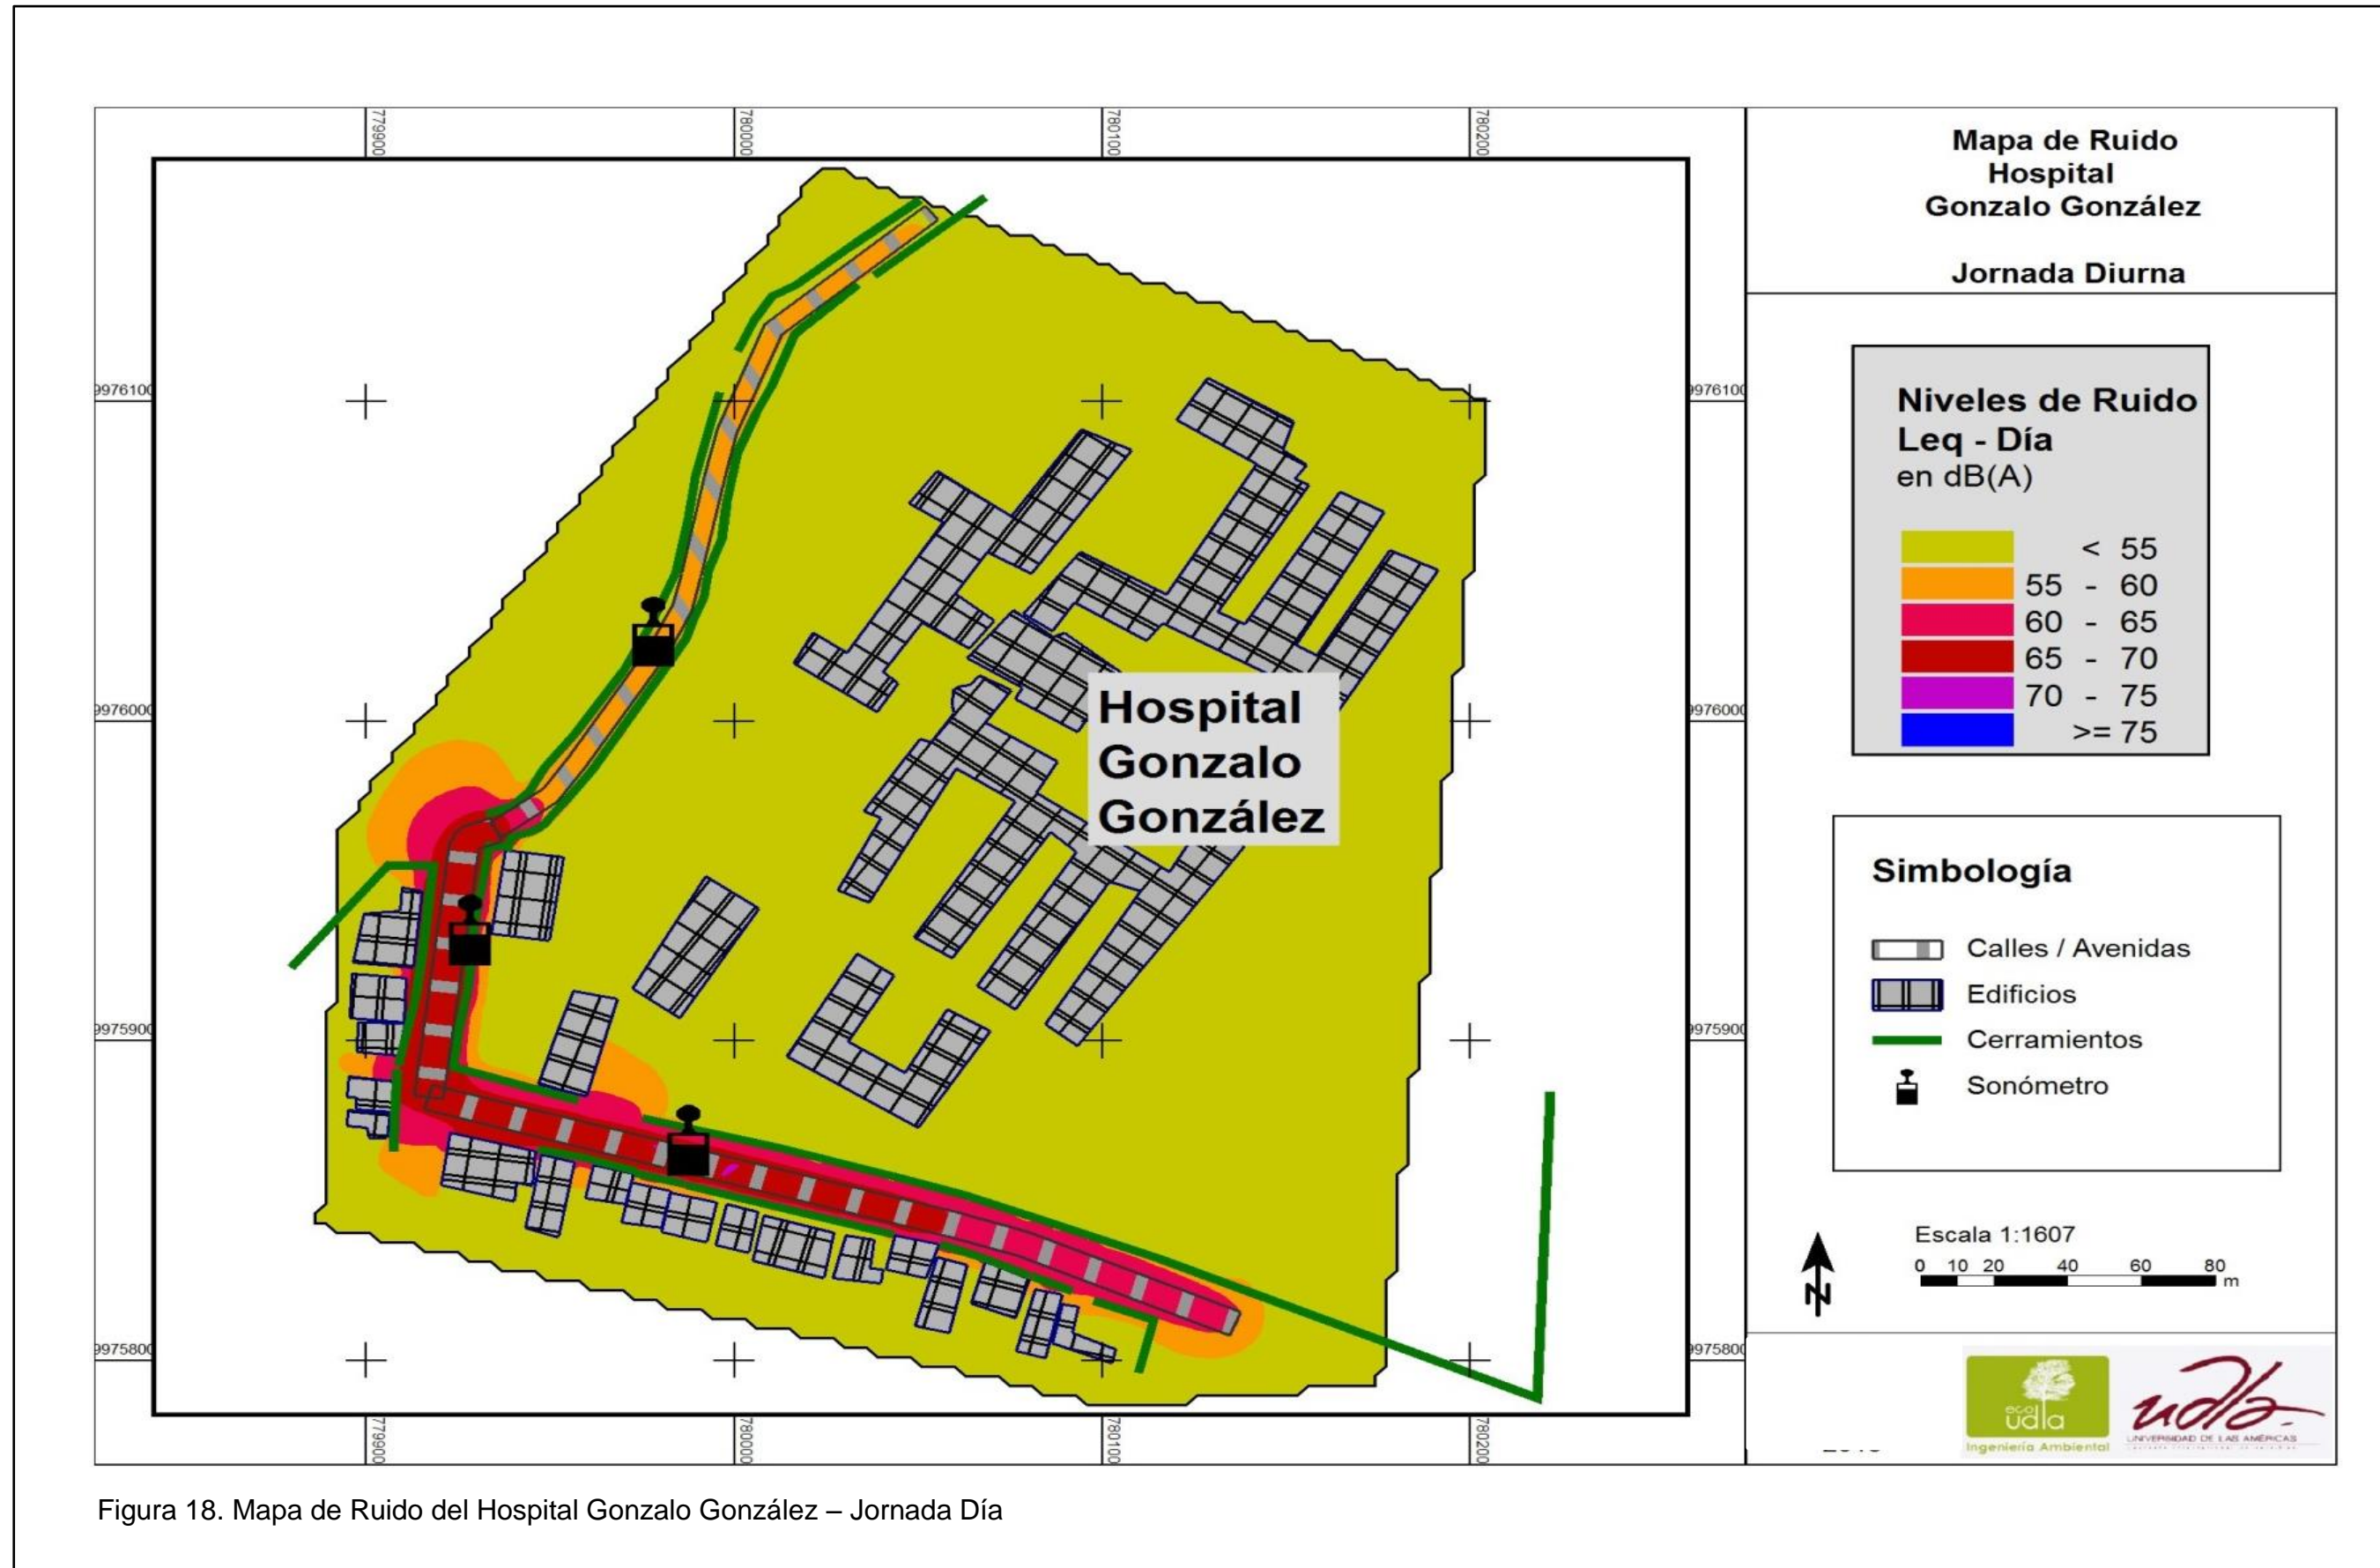 779900
780000
780100
780200
9976100
9976100
9976000
9976000
9975900
9975900
9975800
9975800
779900
780000
780100
780200
Hospital
Gonzalo
González
Mapa de Ruido
Hospital
Gonzalo González
Jornada Diurna
Niveles de Ruido
Leq - Día
en dB(A)
< 55
55 - 60
60 - 65
65 - 70
70 - 75
>= 75
Simbología
Calles / Avenidas
Edificios
Cerramientos
Sonómetro
N
Escala 1:1607
0 10 20 40 60 80
m
eco
udla
Ingeniería Ambiental
udla
UNIVERSIDAD DE LAS AMÉRICAS
Figura 18. Mapa de Ruido del Hospital Gonzalo González – Jornada Día